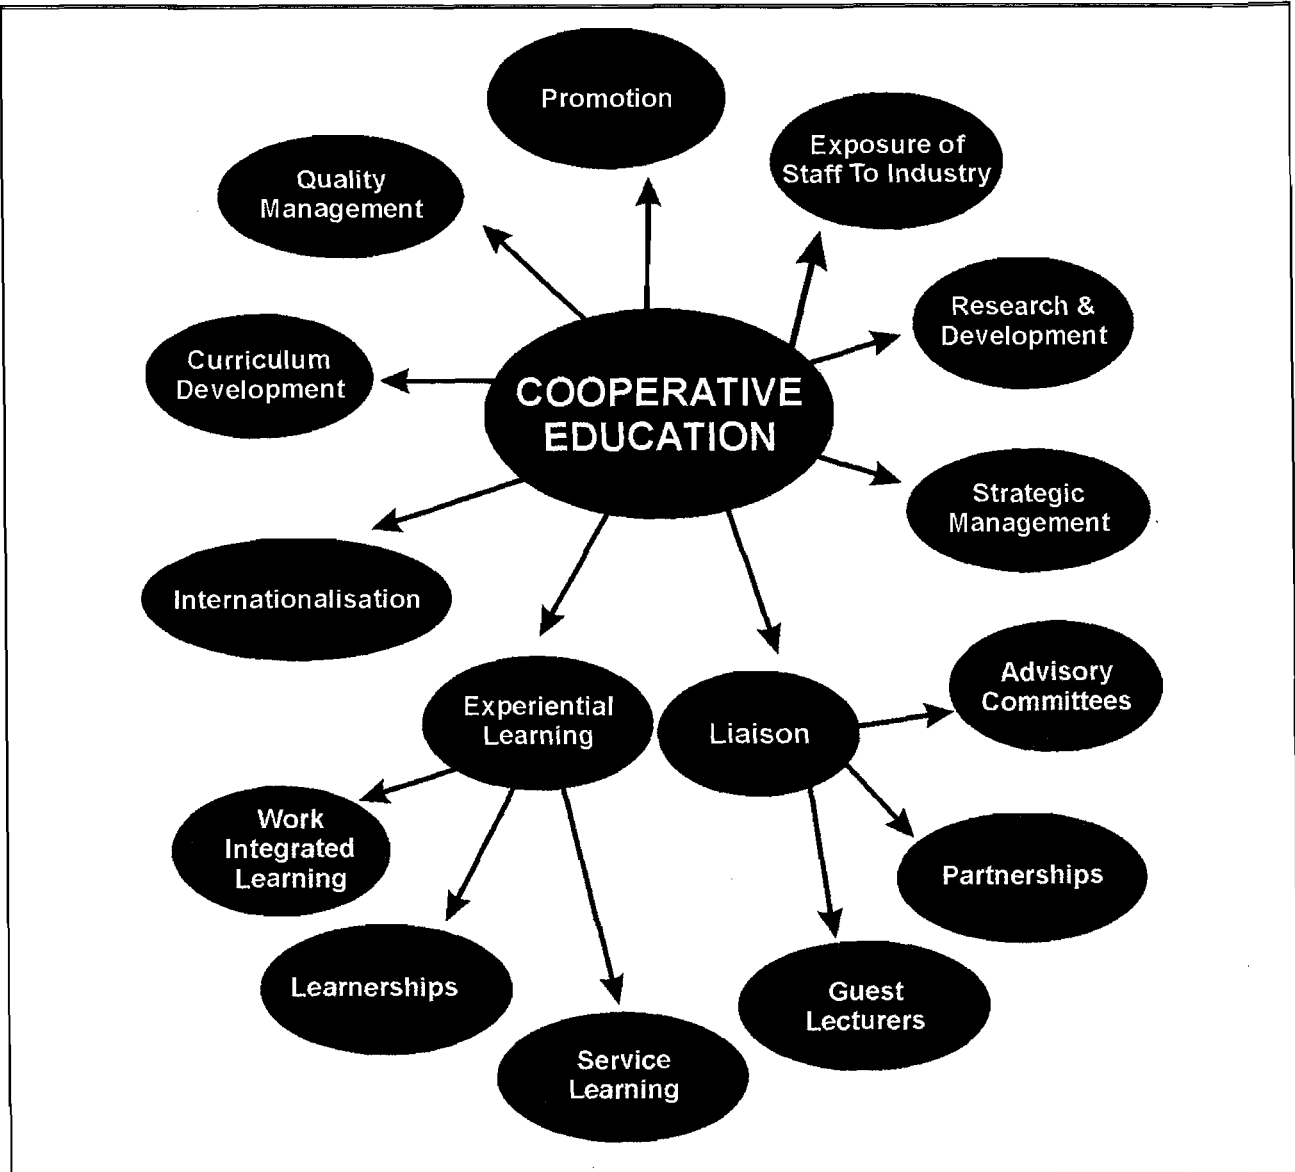 Promotion
Exposure of
Staff To Industry
Quality
Management
Research &
Development
Curriculum
Development
COOPERATIVE
EDUCATION
Strategic
Management
Internationalisation
Advisory
Committees
Experiential
Learning
Liaison
Work
Integrated
Learning
Partnerships
Learnerships
Guest
Lecturers
Service
Learning